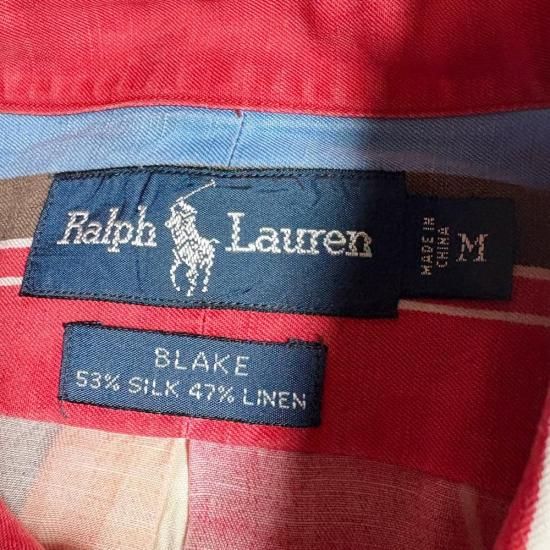 Ralph Lauren
MADE IN
CHINA
M
BLAKE
53% SILK 47% LINEN